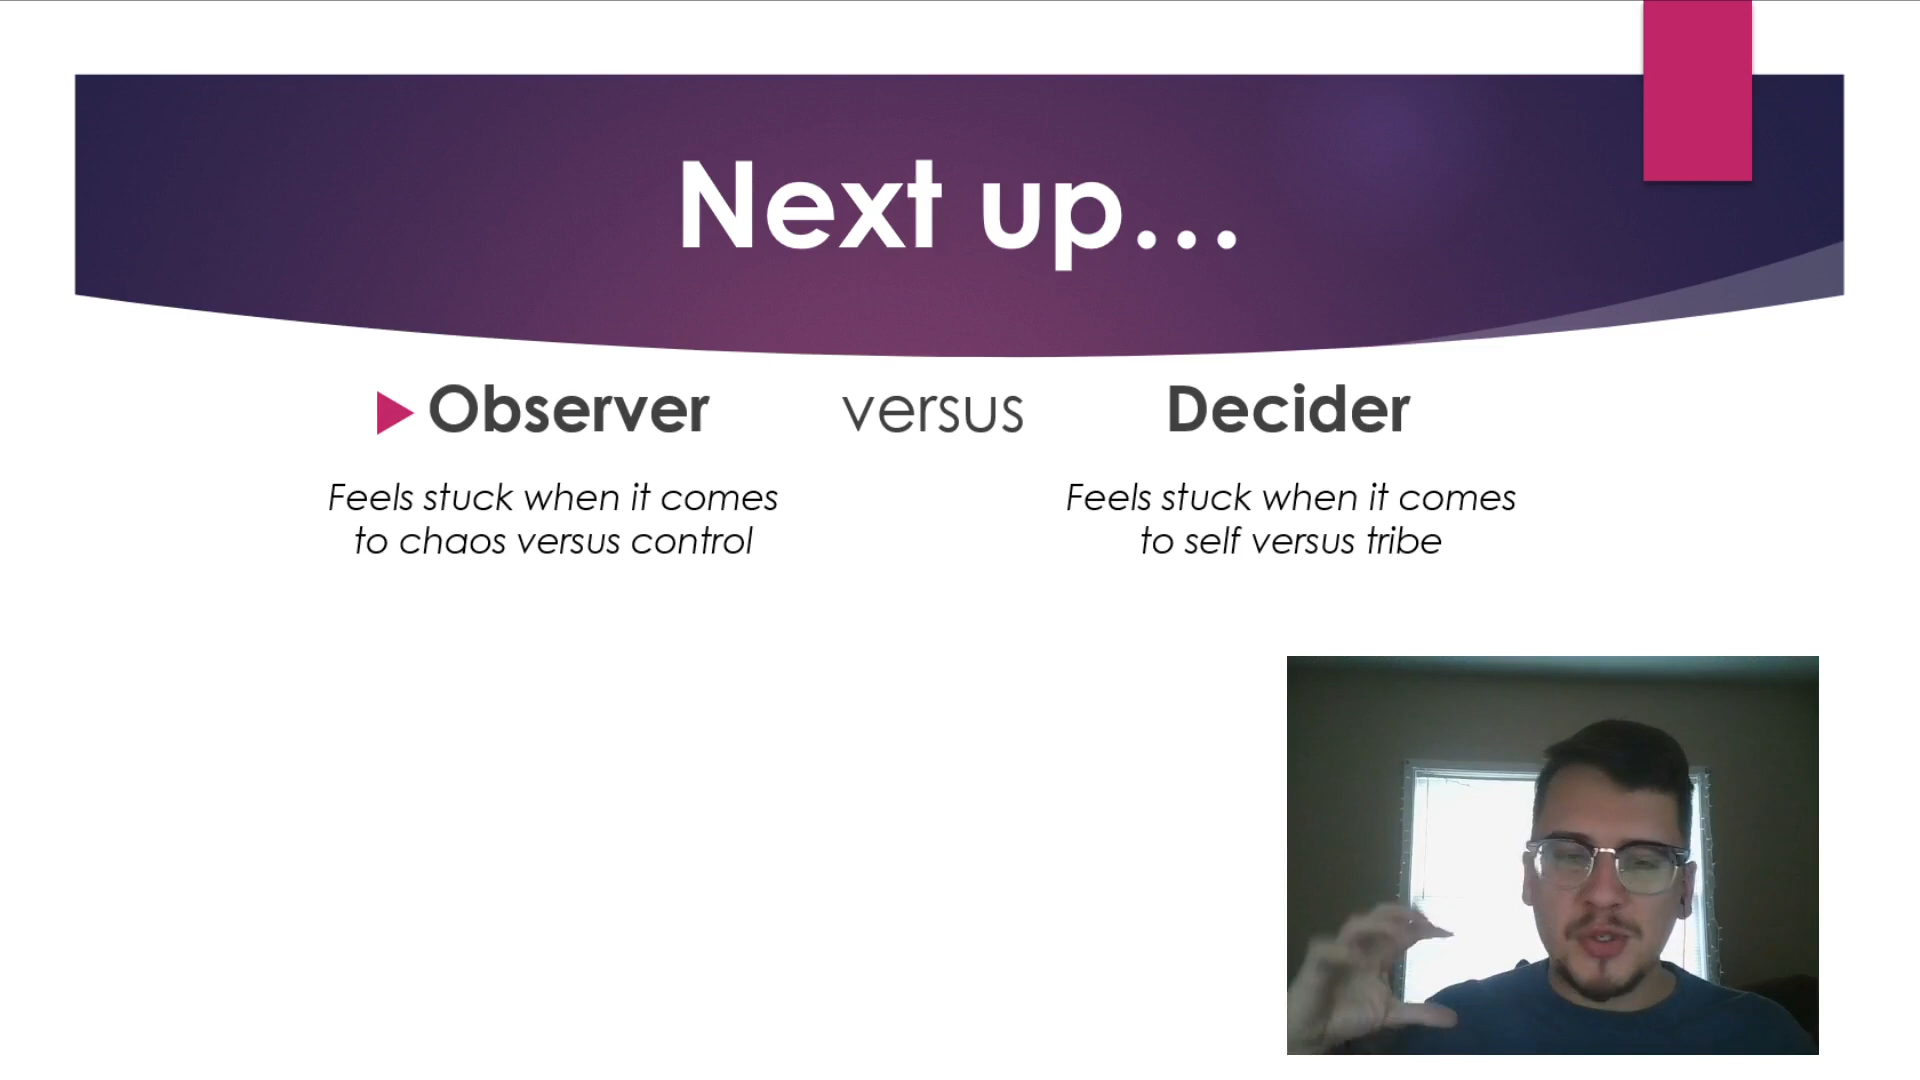 Next up...
Observer versus Decider
Feels stuck when it comes
to chaos versus control
Feels stuck when it comes
to self versus tribe